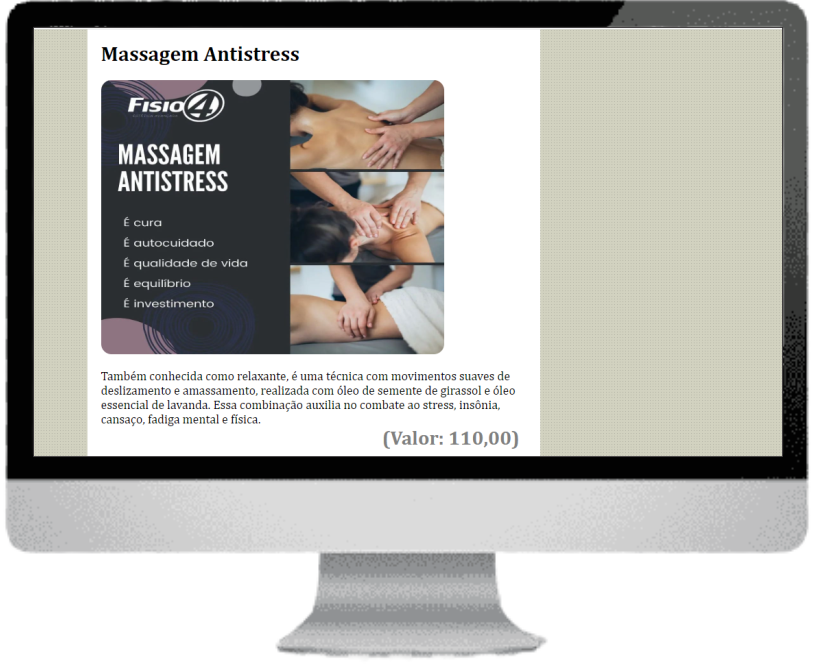 Massagem Antistress
FISIO4
MASSAGEM
ANTISTRESS
É cura
É autocuidado
É qualidade de vida
É equilíbrio
É investimento
Também conhecida como relaxante, é uma técnica com movimentos suaves de
deslizamento e amassamento, realizada com óleo de semente de girassol e óleo
essencial de lavanda. Essa combinação auxilia no combate ao stress, insônia,
cansaço, fadiga mental e física.
(Valor: 110,00)